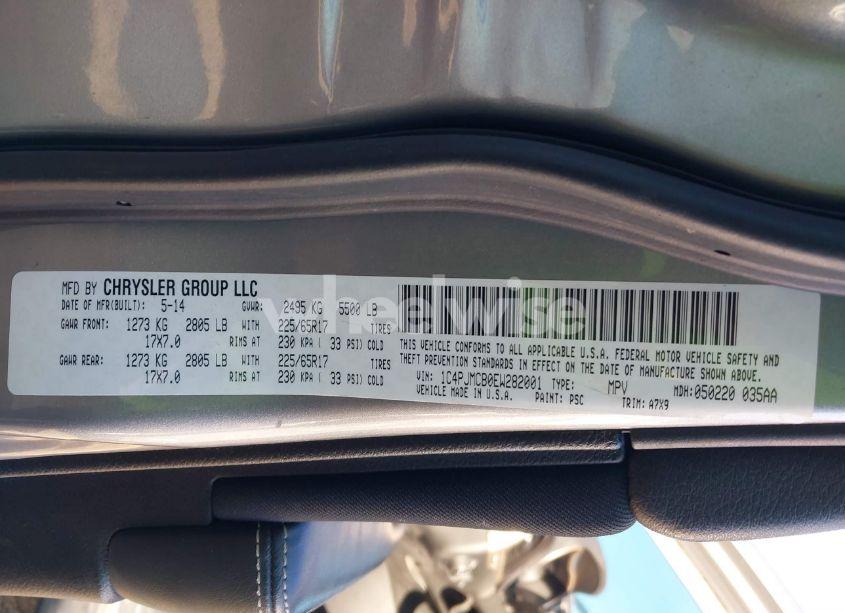 MFD BY CHRYSLER GROUP LLC
DATE OF MFR(BUILT): 5-14 GVWR: 2495 KG 5500 LB
GAWR FRONT: 1273 KG 2805 LB WITH 225/65R17 TIRES
17X7.0 RIMS AT 230 KPA ( 33 PSI) COLD
GAWR REAR: 1273 KG 2805 LB WITH 225/65R17 TIRES
17X7.0 RIMS AT 230 KPA ( 33 PSI) COLD
THIS VEHICLE CONFORMS TO ALL APPLICABLE U.S.A. FEDERAL MOTOR VEHICLE SAFETY AND
THEFT PREVENTION STANDARDS IN EFFECT ON THE DATE OF MANUFACTURE SHOWN ABOVE.
VIN: 1C4PJMCB0EW282001 TYPE: MPV MDH: 050220 035AA
VEHICLE MADE IN U.S.A. PAINT: PSC TRIM: A7X9
wheelwise